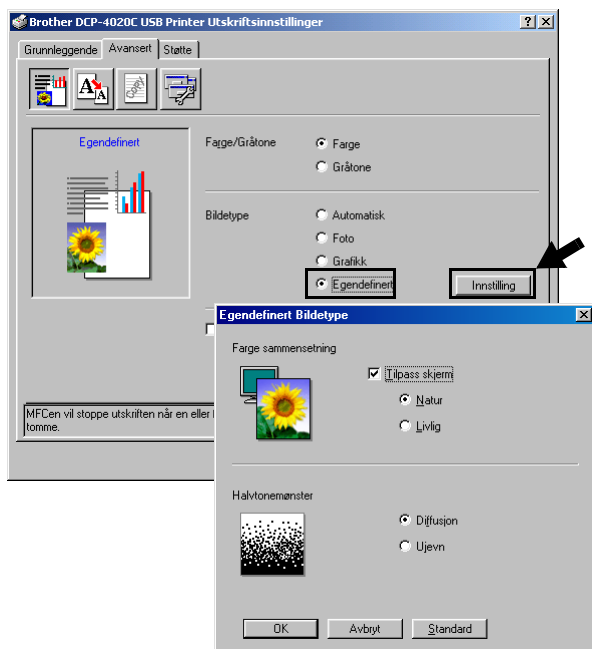 Brother DCP-4020C USB Printer Utskriftsinnstillinger
Grunnleggende Avansert Støtte
Egendefinert
Farge/Gråtone
Farge
Gråtone
Bildetype
Automatisk
Foto
Grafikk
Egendefinert
Innstilling
MFCen vil stoppe utskriften når en eller
tomme.
Egendefinert Bildetype
Farge sammensetning
Tilpass skjerm
Natur
Livlig
Halvtonemønster
Diffusjon
Ujevn
OK Avbryt Standard